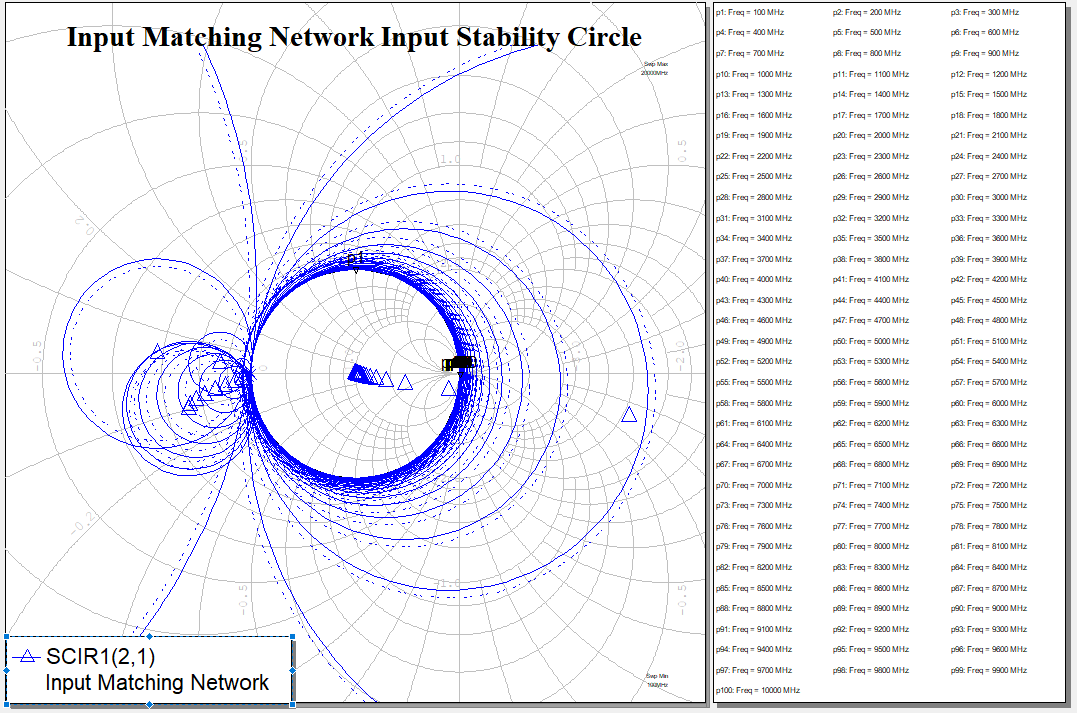 Input Matching Network Input Stability Circle
Swp Max
20000MHz
1.0
-0.5
0.5
-2.0
-0.5
0
-0.2
-0.5
-1.0
-0.5
p1
Swp Min
100MHz
SCIR1(2,1)
Input Matching Network
p1: Freq = 100 MHz p2: Freq = 200 MHz p3: Freq = 300 MHz
p4: Freq = 400 MHz p5: Freq = 500 MHz p6: Freq = 600 MHz
p7: Freq = 700 MHz p8: Freq = 800 MHz p9: Freq = 900 MHz
p10: Freq = 1000 MHz p11: Freq = 1100 MHz p12: Freq = 1200 MHz
p13: Freq = 1300 MHz p14: Freq = 1400 MHz p15: Freq = 1500 MHz
p16: Freq = 1600 MHz p17: Freq = 1700 MHz p18: Freq = 1800 MHz
p19: Freq = 1900 MHz p20: Freq = 2000 MHz p21: Freq = 2100 MHz
p22: Freq = 2200 MHz p23: Freq = 2300 MHz p24: Freq = 2400 MHz
p25: Freq = 2500 MHz p26: Freq = 2600 MHz p27: Freq = 2700 MHz
p28: Freq = 2800 MHz p29: Freq = 2900 MHz p30: Freq = 3000 MHz
p31: Freq = 3100 MHz p32: Freq = 3200 MHz p33: Freq = 3300 MHz
p34: Freq = 3400 MHz p35: Freq = 3500 MHz p36: Freq = 3600 MHz
p37: Freq = 3700 MHz p38: Freq = 3800 MHz p39: Freq = 3900 MHz
p40: Freq = 4000 MHz p41: Freq = 4100 MHz p42: Freq = 4200 MHz
p43: Freq = 4300 MHz p44: Freq = 4400 MHz p45: Freq = 4500 MHz
p46: Freq = 4600 MHz p47: Freq = 4700 MHz p48: Freq = 4800 MHz
p49: Freq = 4900 MHz p50: Freq = 5000 MHz p51: Freq = 5100 MHz
p52: Freq = 5200 MHz p53: Freq = 5300 MHz p54: Freq = 5400 MHz
p55: Freq = 5500 MHz p56: Freq = 5600 MHz p57: Freq = 5700 MHz
p58: Freq = 5800 MHz p59: Freq = 5900 MHz p60: Freq = 6000 MHz
p61: Freq = 6100 MHz p62: Freq = 6200 MHz p63: Freq = 6300 MHz
p64: Freq = 6400 MHz p65: Freq = 6500 MHz p66: Freq = 6600 MHz
p67: Freq = 6700 MHz p68: Freq = 6800 MHz p69: Freq = 6900 MHz
p70: Freq = 7000 MHz p71: Freq = 7100 MHz p72: Freq = 7200 MHz
p73: Freq = 7300 MHz p74: Freq = 7400 MHz p75: Freq = 7500 MHz
p76: Freq = 7600 MHz p77: Freq = 7700 MHz p78: Freq = 7800 MHz
p79: Freq = 7900 MHz p80: Freq = 8000 MHz p81: Freq = 8100 MHz
p82: Freq = 8200 MHz p83: Freq = 8300 MHz p84: Freq = 8400 MHz
p85: Freq = 8500 MHz p86: Freq = 8600 MHz p87: Freq = 8700 MHz
p88: Freq = 8800 MHz p89: Freq = 8900 MHz p90: Freq = 9000 MHz
p91: Freq = 9100 MHz p92: Freq = 9200 MHz p93: Freq = 9300 MHz
p94: Freq = 9400 MHz p95: Freq = 9500 MHz p96: Freq = 9600 MHz
p97: Freq = 9700 MHz p98: Freq = 9800 MHz p99: Freq = 9900 MHz
p100: Freq = 10000 MHz